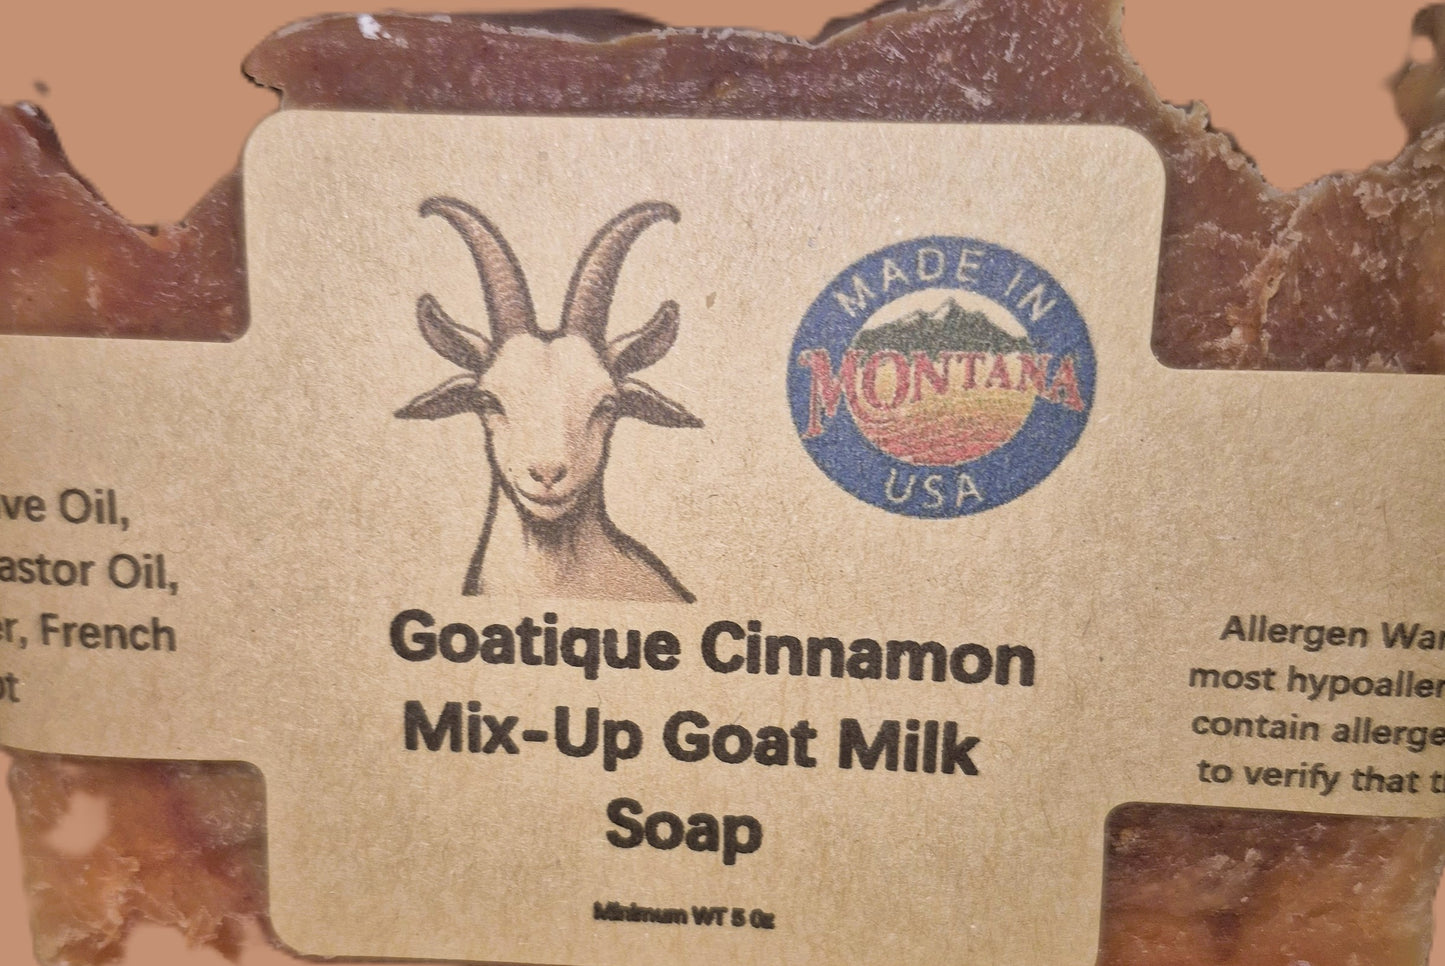 MADE IN
MONTANA
USA
ve Oil,
astor Oil,
r, French
Goatique Cinnamon
Mix-Up Goat Milk
Soap
Minimum WT 5 Oz
Allergen War
most hypoaller
contain allerge
to verify that t